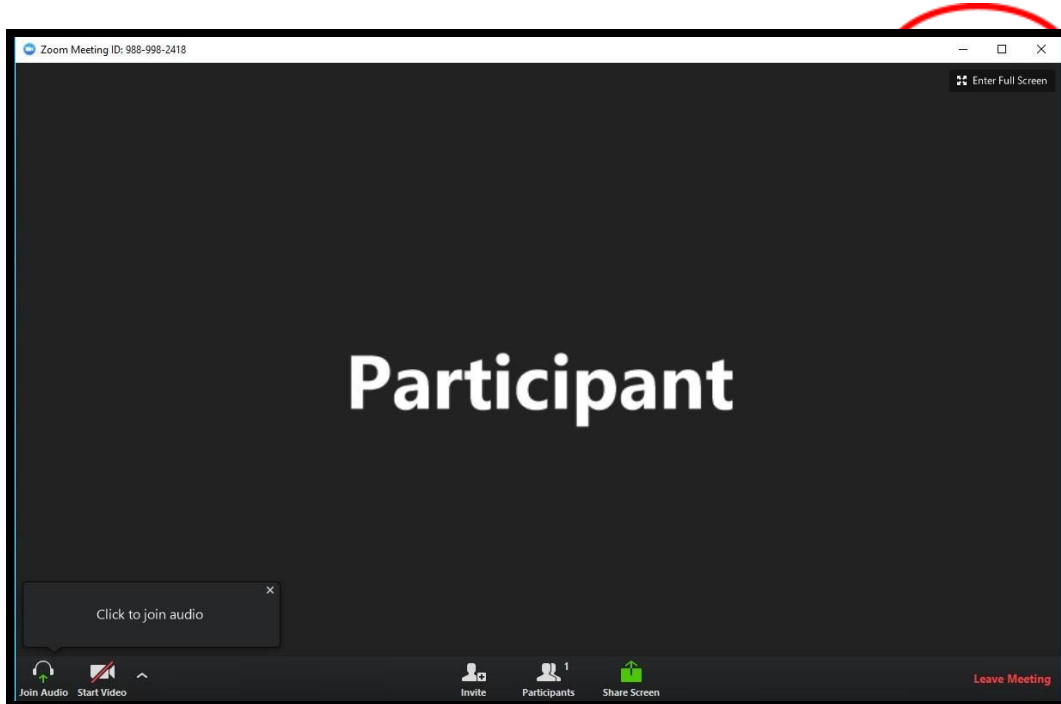 Zoom Meeting ID: 988-998-2418
Enter Full Screen
Participant
Click to join audio
Join Audio Start Video Invite Participants 1 Share Screen Leave Meeting